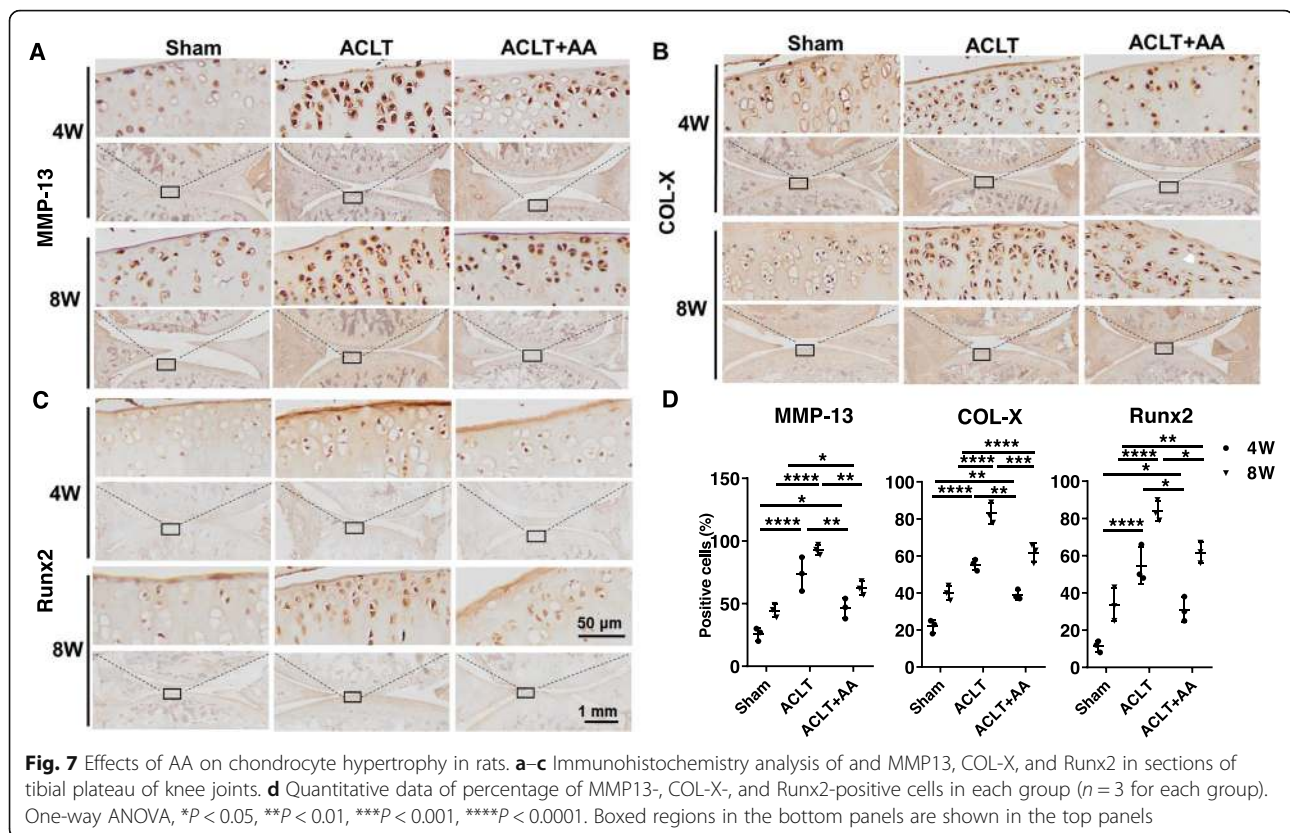 A
Sham ACLT ACLT+AA
4W
MMP-13
8W
B
Sham ACLT ACLT+AA
4W
COL-X
8W
C
4W
Runx2
8W
50 µm
1 mm
D
MMP-13 COL-X Runx2
4W
8W
Positive cells (%)
150
100
50
0
* **** ** * **** **
Sham ACLT ACLT+AA
100
80
60
40
20
0
**** **** *** ** **** **
Sham ACLT ACLT+AA
100
80
60
40
20
0
** **** * * * ****
Sham ACLT ACLT+AA
Fig. 7 Effects of AA on chondrocyte hypertrophy in rats. a–c Immunohistochemistry analysis of and MMP13, COL-X, and Runx2 in sections of
tibial plateau of knee joints. d Quantitative data of percentage of MMP13-, COL-X-, and Runx2-positive cells in each group (n = 3 for each group).
One-way ANOVA, *P < 0.05, **P < 0.01, ***P < 0.001, ****P < 0.0001. Boxed regions in the bottom panels are shown in the top panels